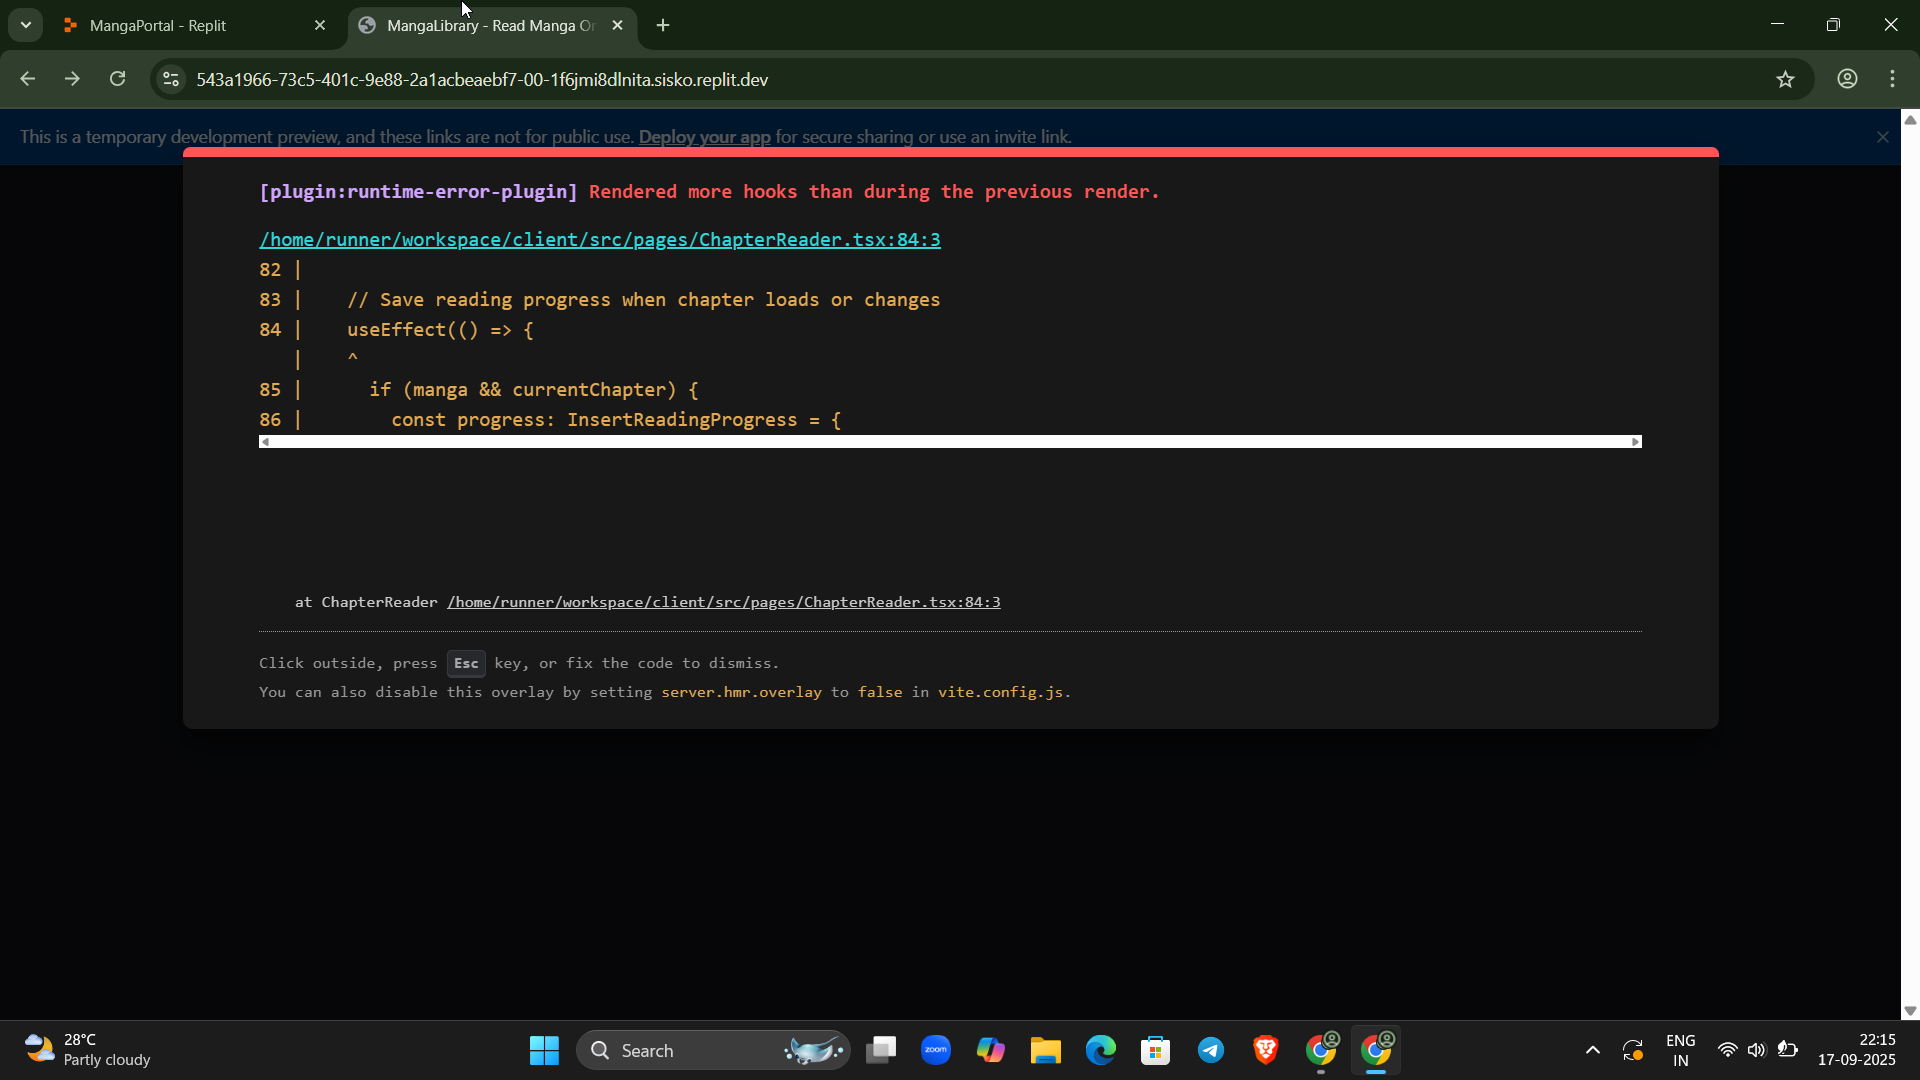 MangaPortal - Replit
MangaLibrary - Read Manga Or
543a1966-73c5-401c-9e88-2a1acbeaebf7-00-1f6jmi8dlnita.sisko.replit.dev
This is a temporary development preview, and these links are not for public use. Deploy your app for secure sharing or use an invite link.
[plugin:runtime-error-plugin] Rendered more hooks than during the previous render.
/home/runner/workspace/client/src/pages/ChapterReader.tsx:84:3
82 |
83 |    // Save reading progress when chapter loads or changes
84 |    useEffect(() => {
   |    ^
85 |      if (manga && currentChapter) {
86 |        const progress: InsertReadingProgress = {
at ChapterReader /home/runner/workspace/client/src/pages/ChapterReader.tsx:84:3
Click outside, press Esc key, or fix the code to dismiss.
You can also disable this overlay by setting server.hmr.overlay to false in vite.config.js.
28°C
Partly cloudy
Search
zoom
ENG
IN
22:15
17-09-2025